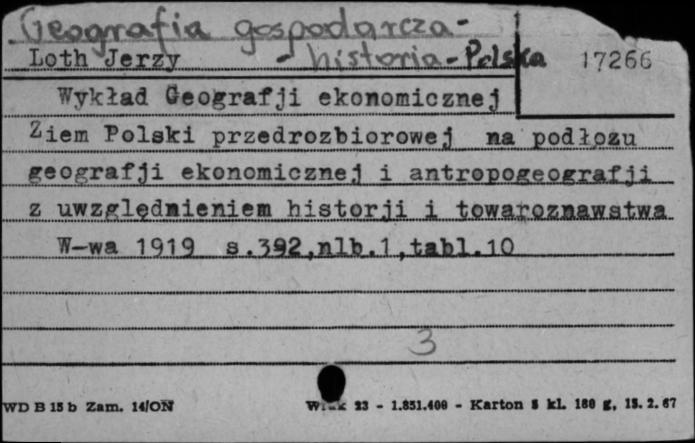 Geografia gospodarcza -
Loth Jerzy - historia - Polska 17266
Wykład Geografji ekonomicznej
Ziem Polski przedrozbiorowej na podłożu
geografji ekonomicznej i antropogeografji
z uwzględnieniem historji i towaroznawstwa
W-wa 1919 s.392,nlb.1,tabl.10
3
WD B 15 b Zam. 14/ON - 1.851.400 - Karton 5 kl. 180 g, 15. 2. 67